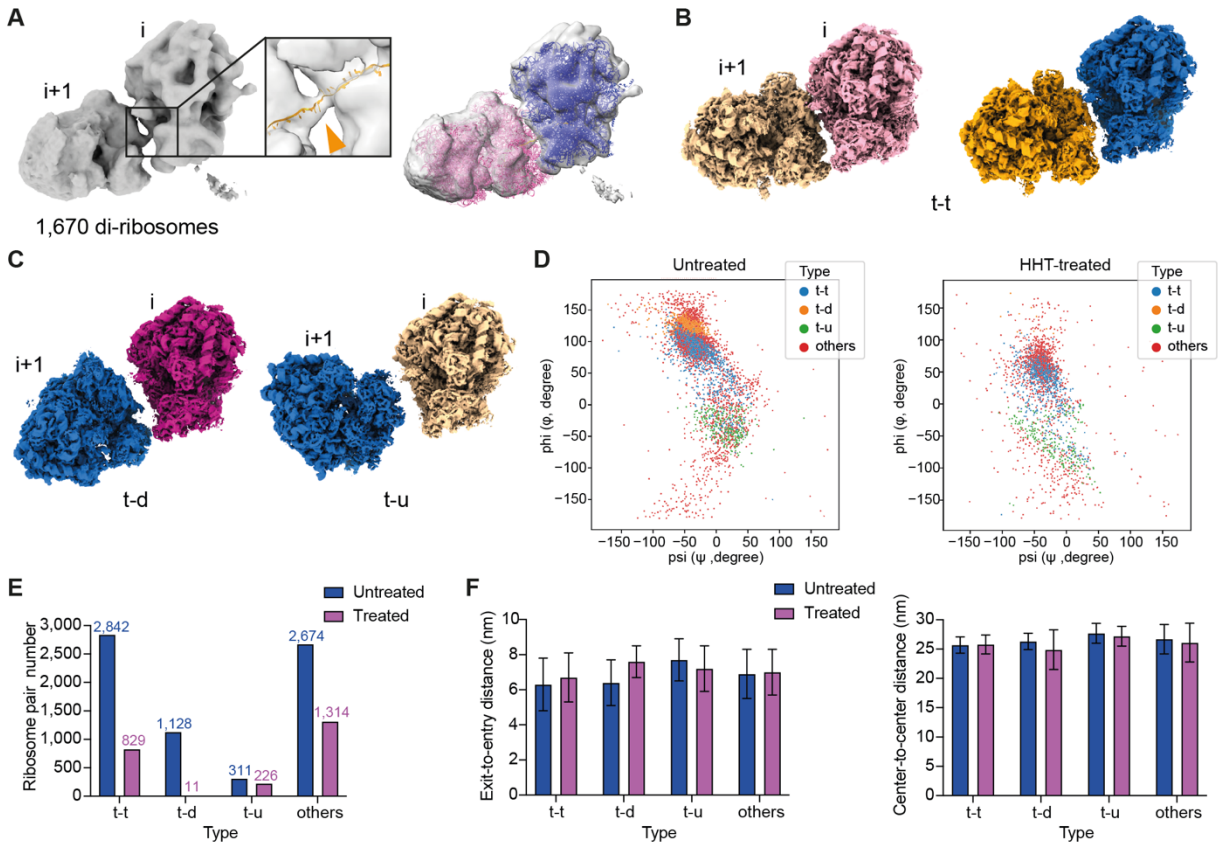 A
i
i+1
1,670 di-ribosomes
B
i
i+1
t-t
C
i
i+1
i+1
t-d
t-u
D
Untreated
Type
t-t
t-d
t-u
others
phi (φ, degree)
150
100
50
0
−50
−100
−150
−150 −100 −50 0 50 100 150
psi (ψ ,degree)
HHT-treated
Type
t-t
t-d
t-u
others
phi (φ, degree)
150
100
50
0
−50
−100
−150
−150 −100 −50 0 50 100 150
psi (ψ ,degree)
E
Untreated
Treated
Ribosome pair number
3,000
2,500
2,000
1,500
1,000
500
0
2,842
829
1,128
11
311
226
2,674
1,314
t-t t-d t-u others
Type
F
Untreated
Treated
Exit-to-entry distance (nm)
10
8
6
4
2
0
t-t t-d t-u others
Type
Center-to-center distance (nm)
30
25
20
15
10
5
0
t-t t-d t-u others
Type